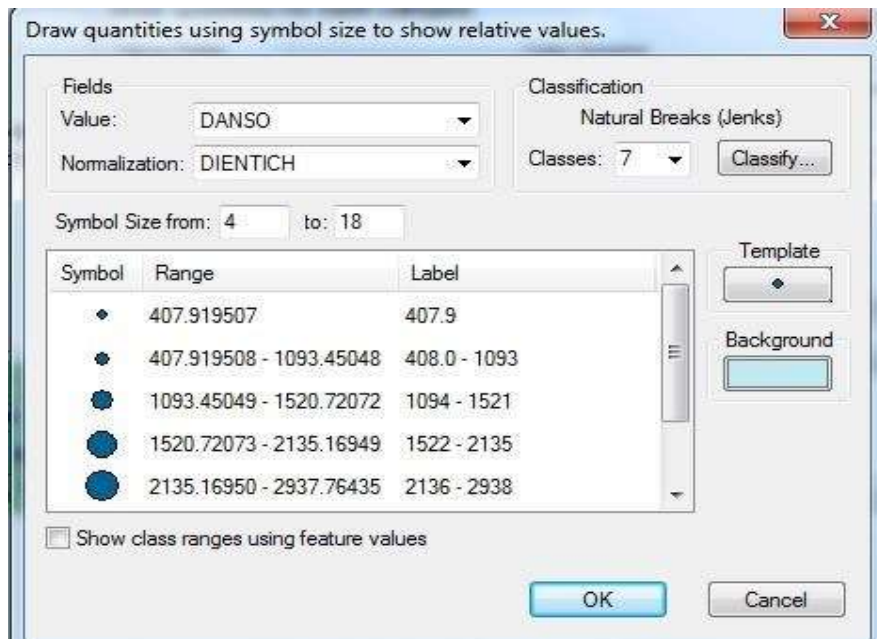 Draw quantities using symbol size to show relative values.
Fields
Value: DANSO
Normalization: DIENTICH
Classification
Natural Breaks (Jenks)
Classes: 7 Classify...
Symbol Size from: 4 to: 18
Symbol Range Label
407.919507 407.9
407.919508 - 1093.45048 408.0 - 1093
1093.45049 - 1520.72072 1094 - 1521
1520.72073 - 2135.16949 1522 - 2135
2135.16950 - 2937.76435 2136 - 2938
Template
Background
Show class ranges using feature values
OK Cancel